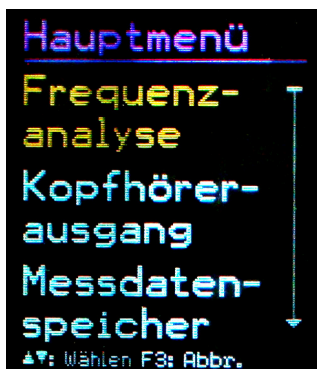 Hauptmenü
Frequenz-
analyse
Kopfhörer-
ausgang
Messdaten-
speicher
▲▼: Wählen F3: Abbr.